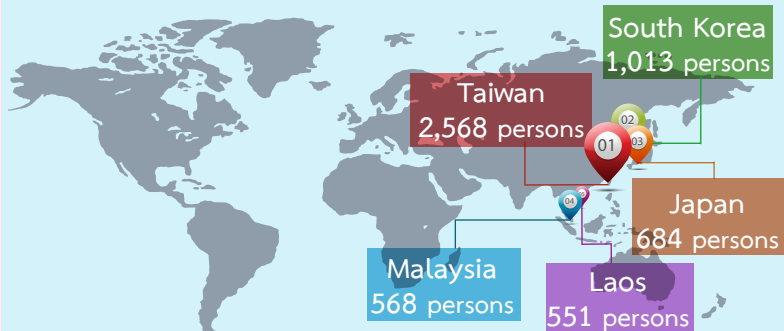 South Korea
1,013 persons
Taiwan
2,568 persons
02
01
03
04
Japan
684 persons
Malaysia
568 persons
Laos
551 persons